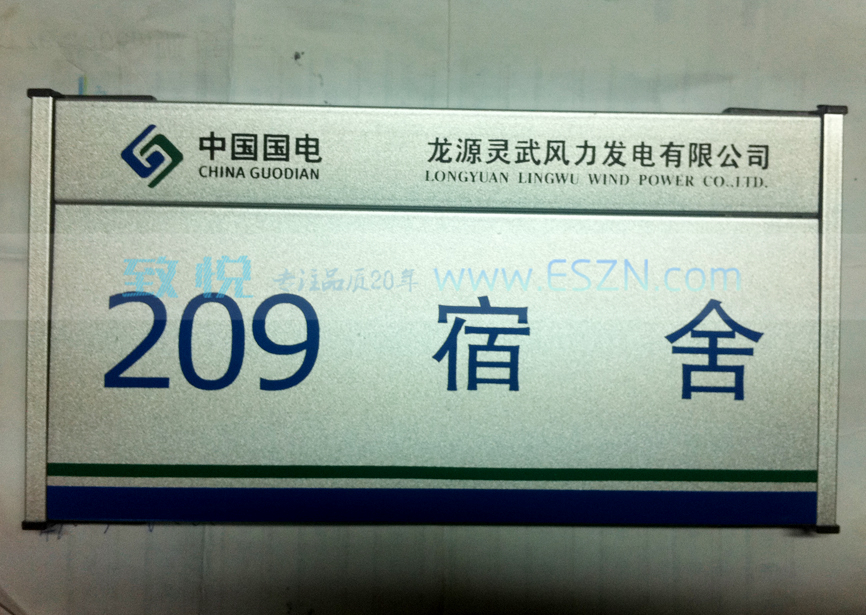 中国国电 龙源灵武风力发电有限公司
CHINA GUODIAN LONGYUAN LINGWU WIND POWER CO.,LTD.
致悦 专注品质20年 www.ESZN.com
209 宿舍